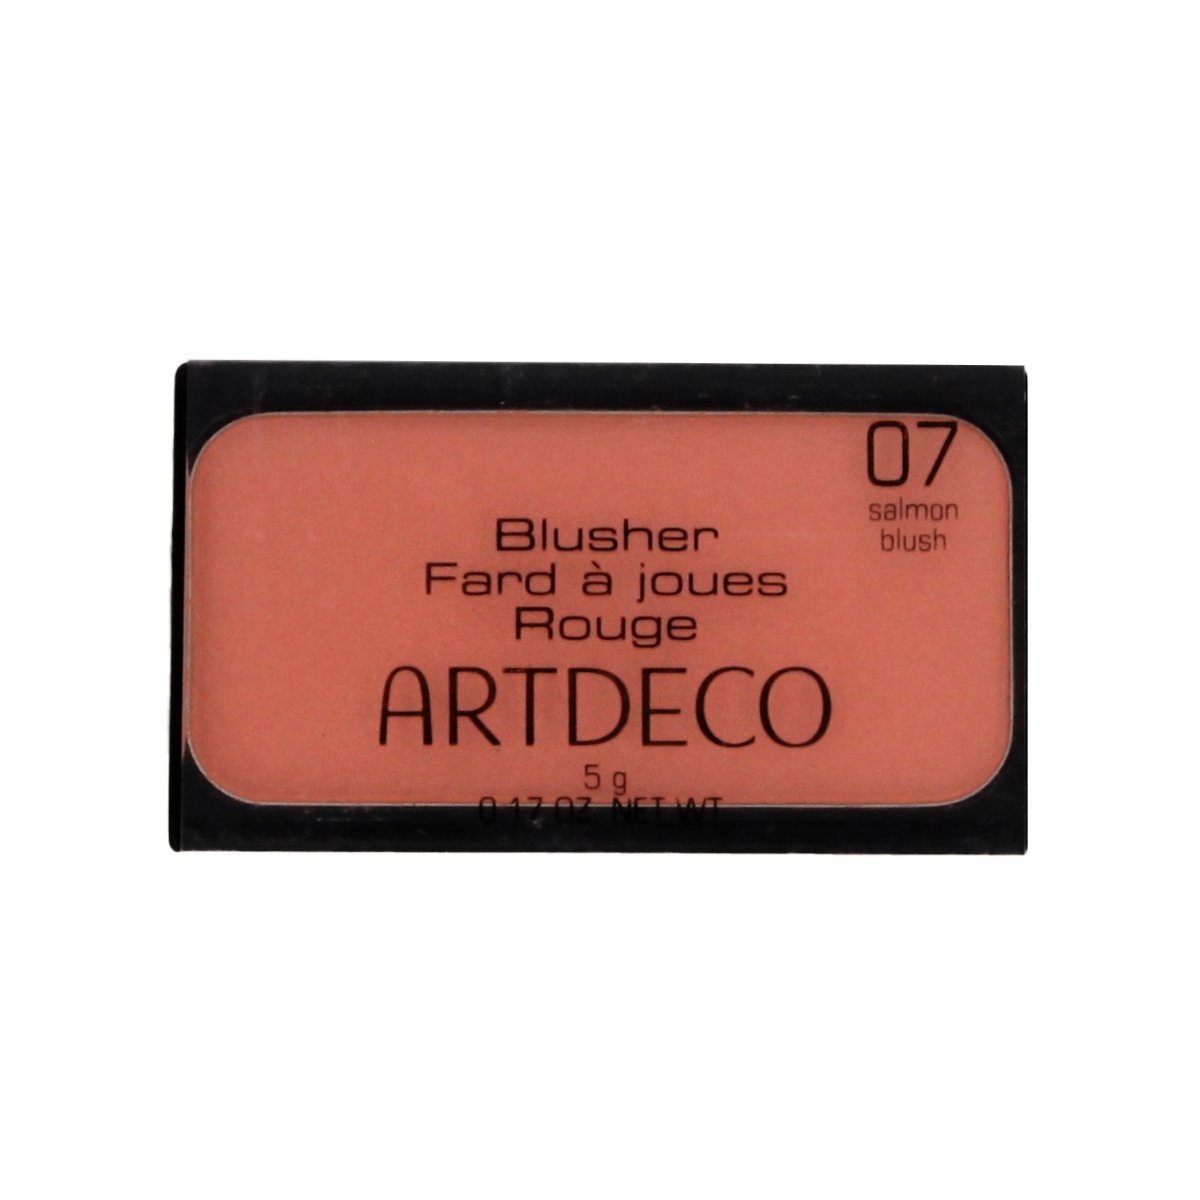 07
salmon
blush
Blusher
Fard à joues
Rouge
ARTDECO
5 g
0.17 OZ NET WT